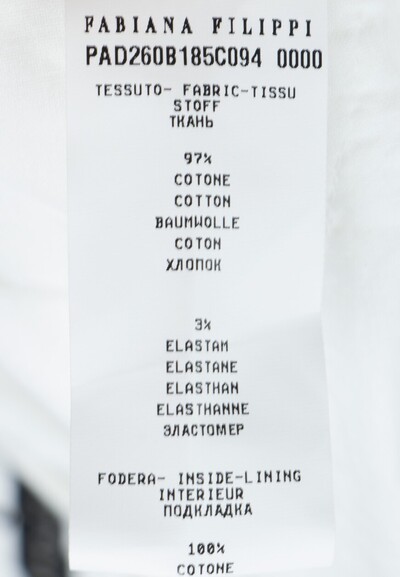 FABIANA FILIPPI
PAD260B185C094 0000
TESSUTO- FABRIC-TISSU
STOFF
ТКАНЬ
97%
COTONE
COTTON
BAUMWOLLE
COTON
ХЛОПОК
3%
ELASTAM
ELASTANE
ELASTHAN
ELASTHANNE
ЭЛАСТОМЕР
FODERA- INSIDE-LINING
INTERIEUR
ПОДКЛАДКА
100%
COTONE